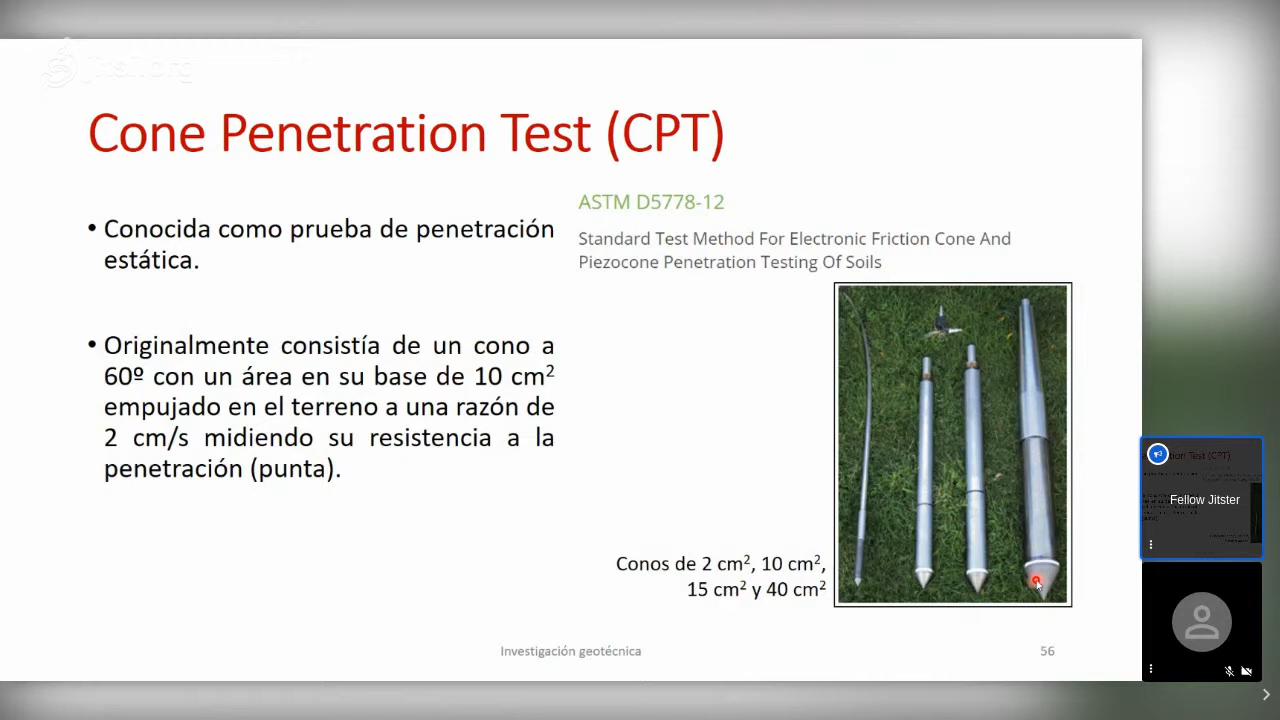 Cone Penetration Test (CPT)
• Conocida como prueba de penetración
estática.
• Originalmente consistía de un cono a
60º con un área en su base de 10 cm²
empujado en el terreno a una razón de
2 cm/s midiendo su resistencia a la
penetración (punta).
ASTM D5778-12
Standard Test Method For Electronic Friction Cone And
Piezocone Penetration Testing Of Soils
Conos de 2 cm², 10 cm²,
15 cm² y 40 cm²
Investigación geotécnica
56
Fellow Jitster